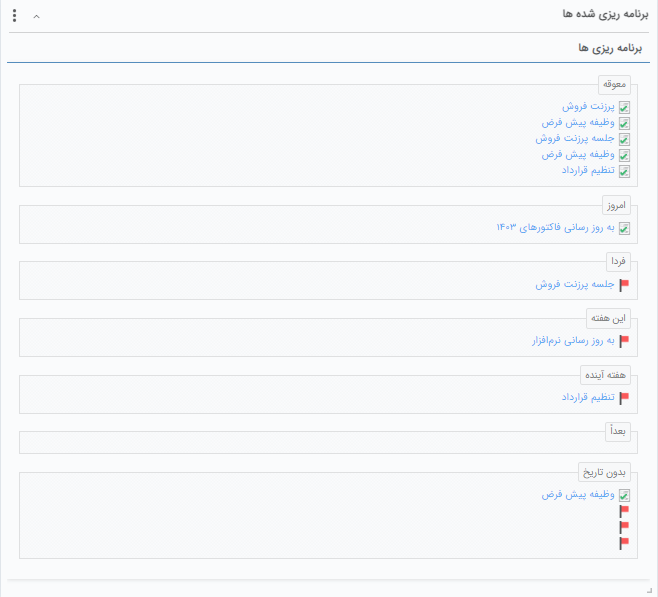 برنامه ریزی شده ها
برنامه ریزی ها
معوقه
پرزنت فروش
وظیفه پیش فرض
جلسه پرزنت فروش
وظیفه پیش فرض
تنظیم قرارداد
امروز
به روز رسانی فاکتورهای ۱۴۰۳
فردا
جلسه پرزنت فروش
این هفته
به روز رسانی نرم‌افزار
هفته آینده
تنظیم قرارداد
بعداً
بدون تاریخ
وظیفه پیش فرض